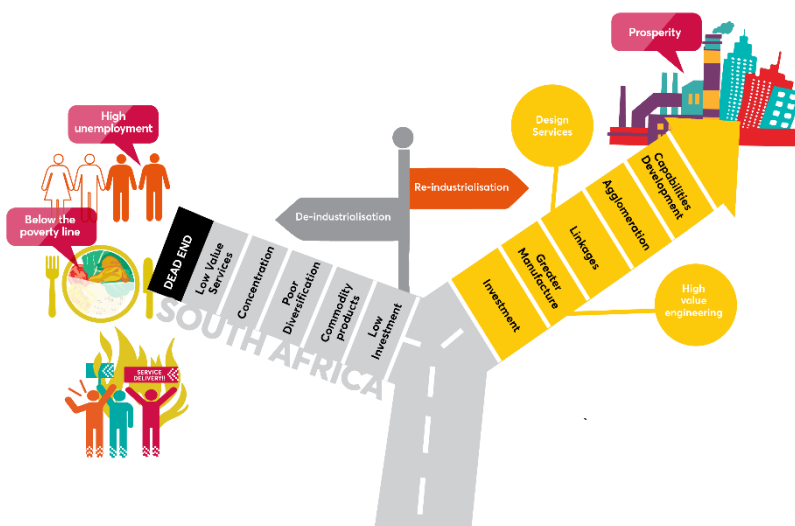 Prosperity
High
unemployment
Design
Services
Re-industrialisation
De-industrialisation
Below the
poverty line
DEAD END
Low Value
Services
Concentration
Poor
Diversification
Commodity
products
Low
Investment
SOUTH AFRICA
Investment
Greater
Manufacture
Linkages
Agglomeration
Capabilities
Development
High
value
engineering
SERVICE
DELIVERY!!